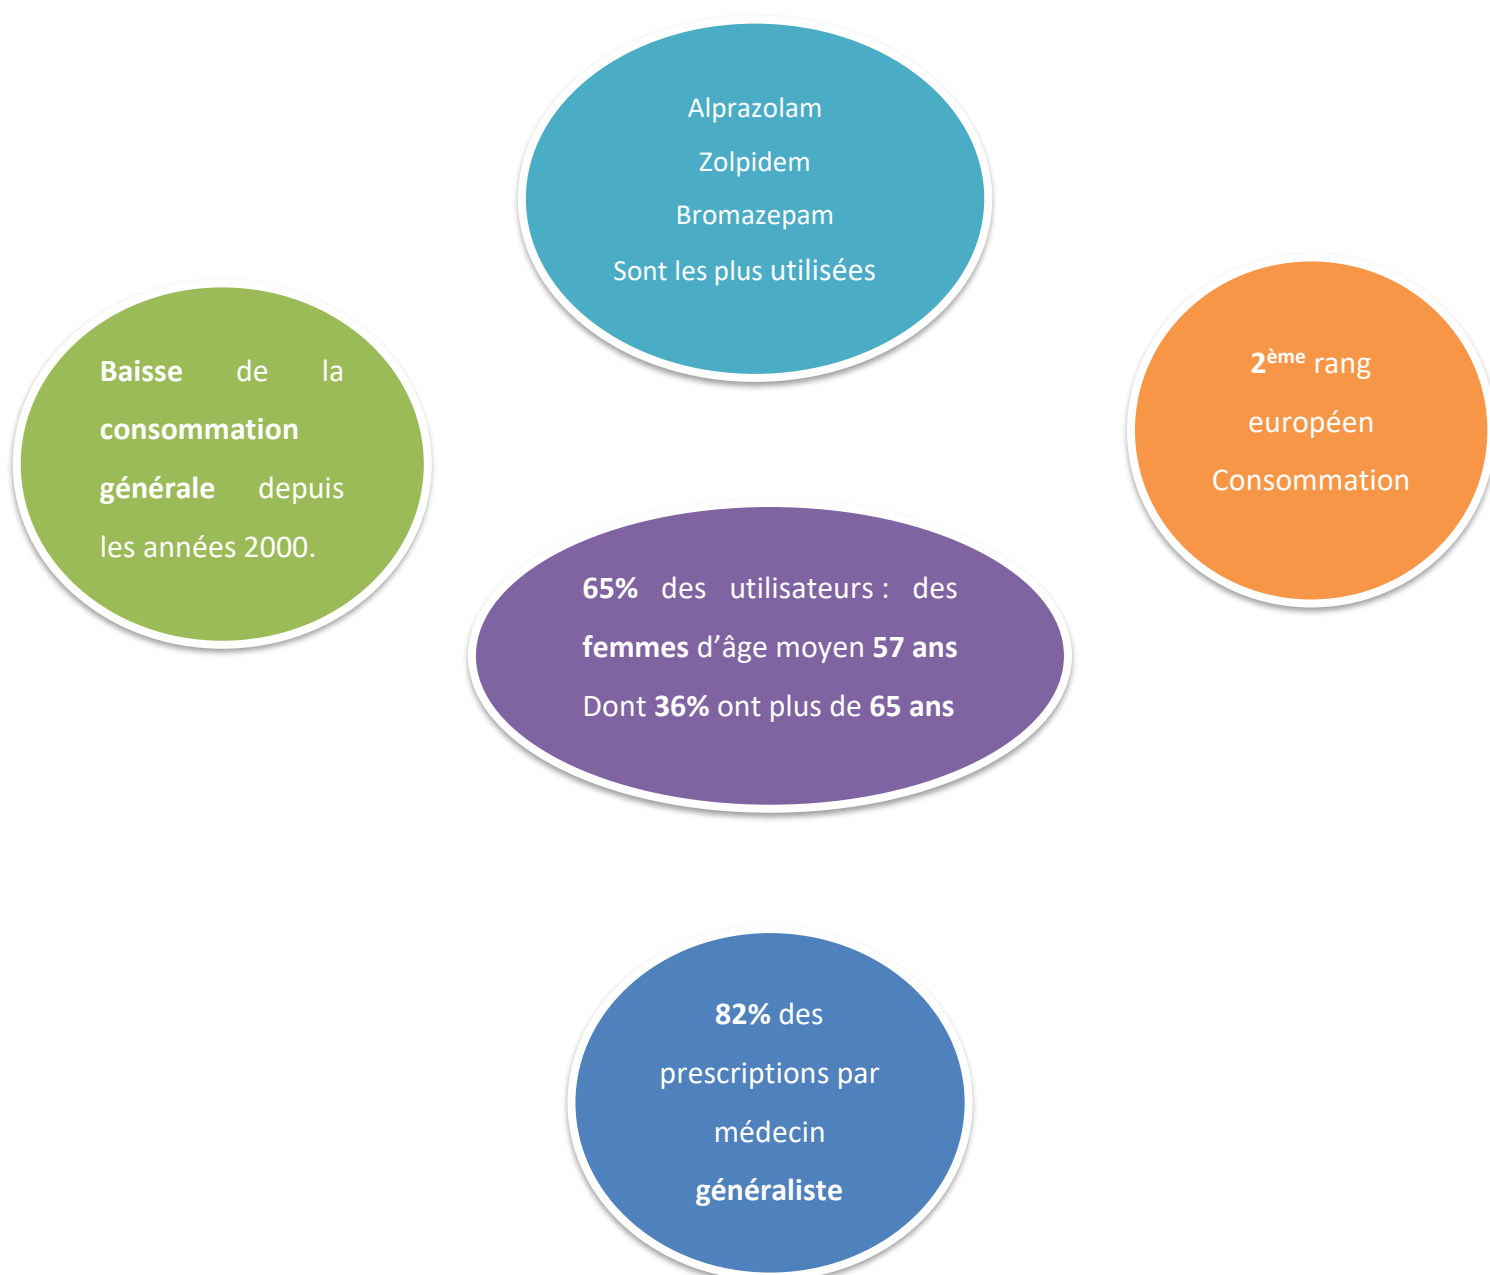 Alprazolam
Zolpidem
Bromazepam
Sont les plus utilisées
Baisse de la
consommation
générale depuis
les années 2000.
2ème rang
européen
Consommation
65% des utilisateurs : des
femmes d’âge moyen 57 ans
Dont 36% ont plus de 65 ans
82% des
prescriptions par
médecin
généraliste